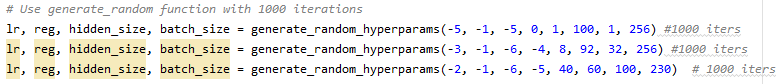 # Use generate_random function with 1000 iterations
lr, reg, hidden_size, batch_size = generate_random_hyperparams(-5, -1, -5, 0, 1, 100, 1, 256) #1000 iters
lr, reg, hidden_size, batch_size = generate_random_hyperparams(-3, -1, -6, -4, 8, 92, 32, 256) #1000 iters
lr, reg, hidden_size, batch_size = generate_random_hyperparams(-2, -1, -6, -5, 40, 60, 100, 230)  # 1000 iters